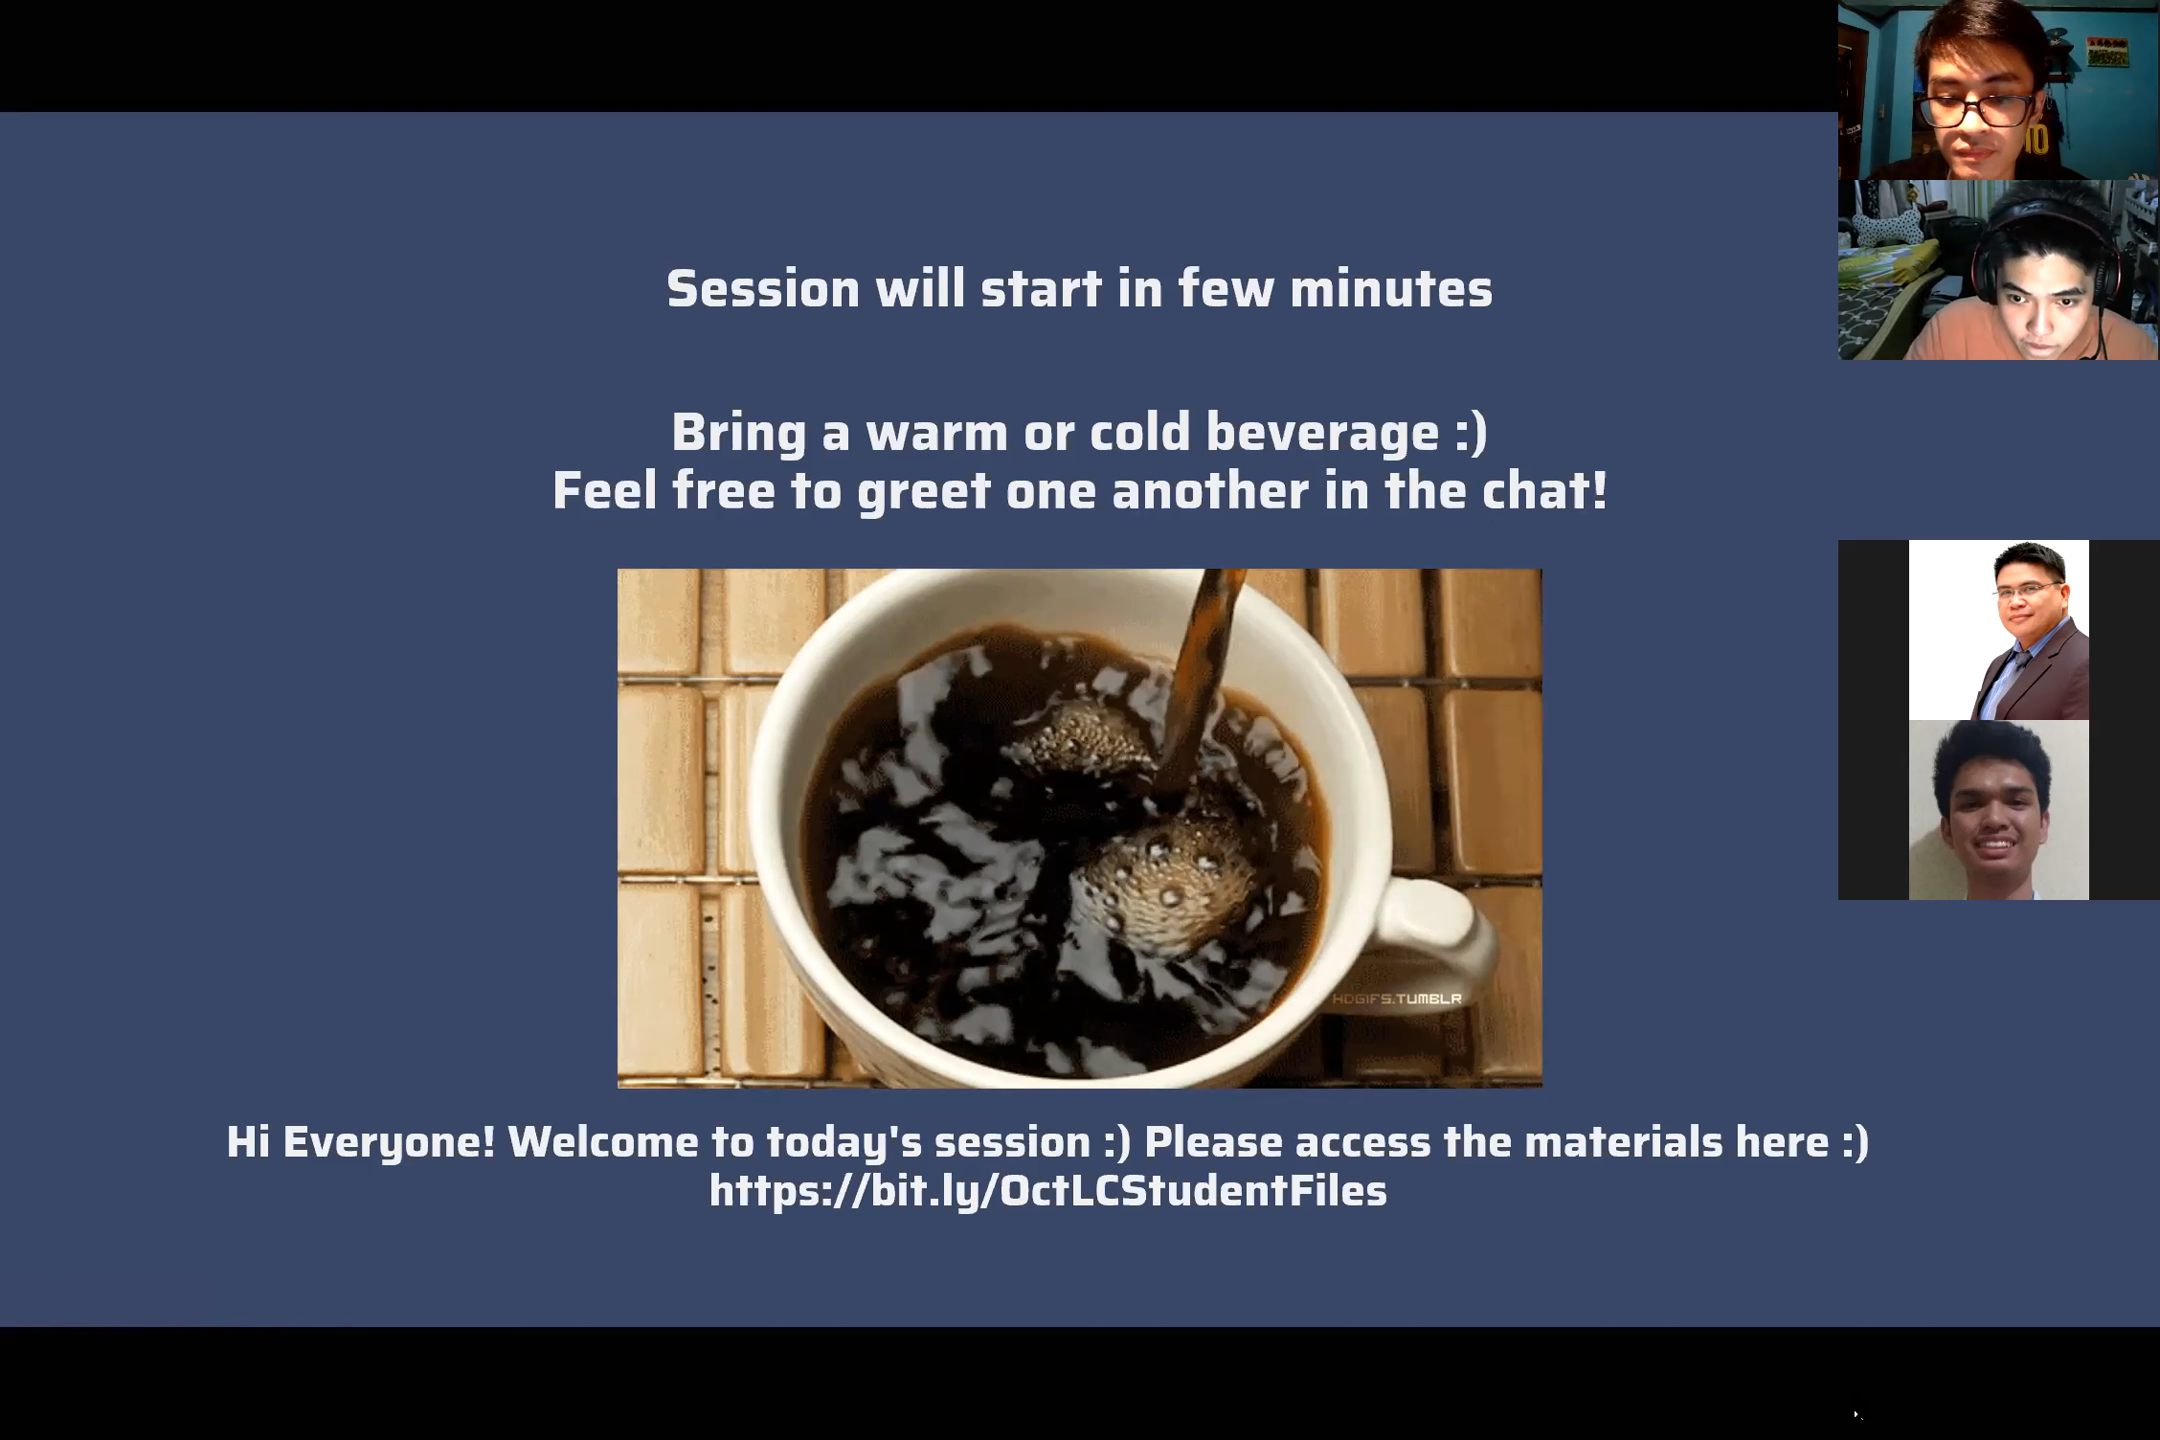 Session will start in few minutes
Bring a warm or cold beverage :)
Feel free to greet one another in the chat!
HDGIFS.TUMBLR
Hi Everyone! Welcome to today's session :) Please access the materials here :)
https://bit.ly/OctLCStudentFiles
10